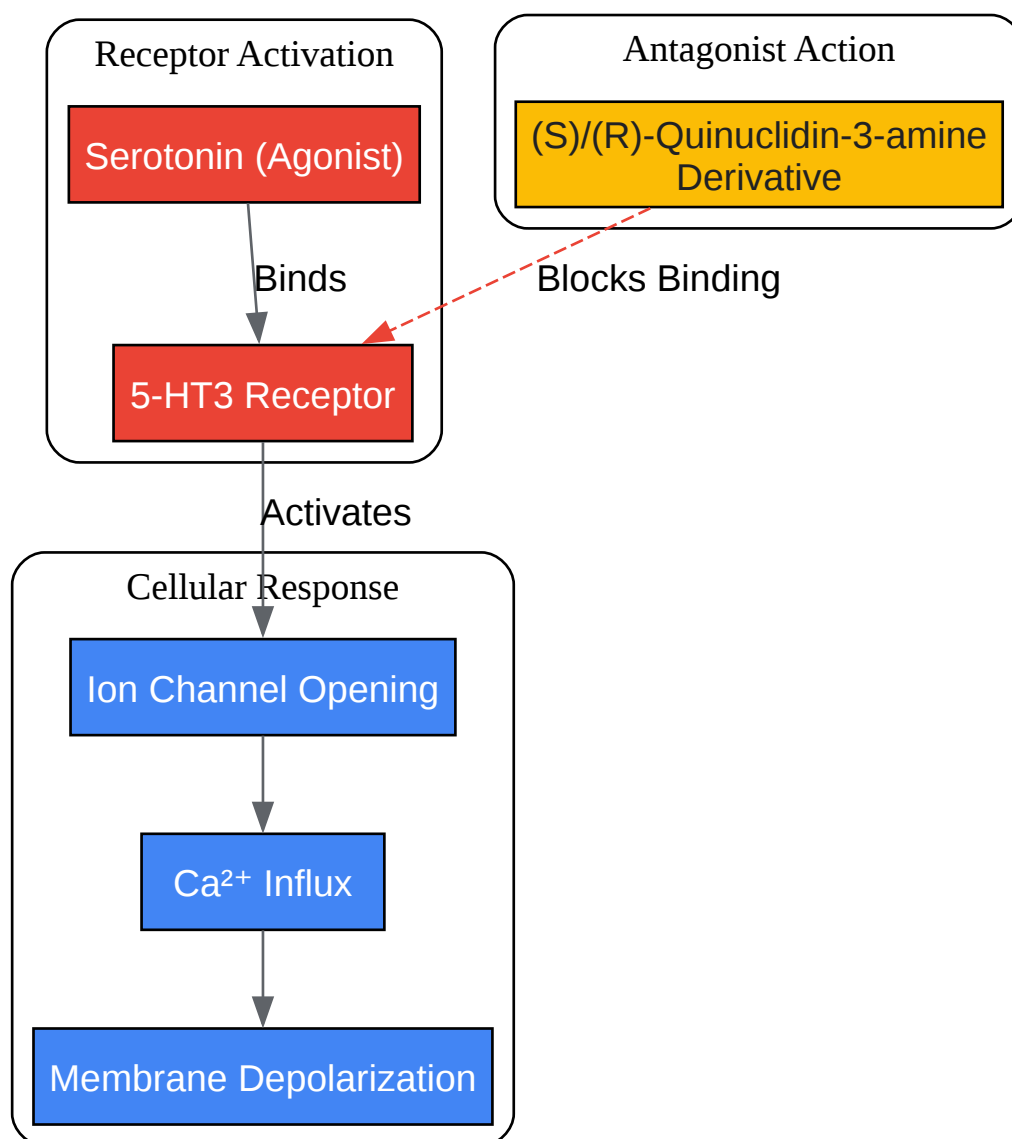 Receptor Activation
Antagonist Action
Serotonin (Agonist)
(S)/(R)-Quinuclidin-3-amine
Derivative
Binds
Blocks Binding
5-HT3 Receptor
Activates
Cellular Response
Ion Channel Opening
Ca²⁺ Influx
Membrane Depolarization